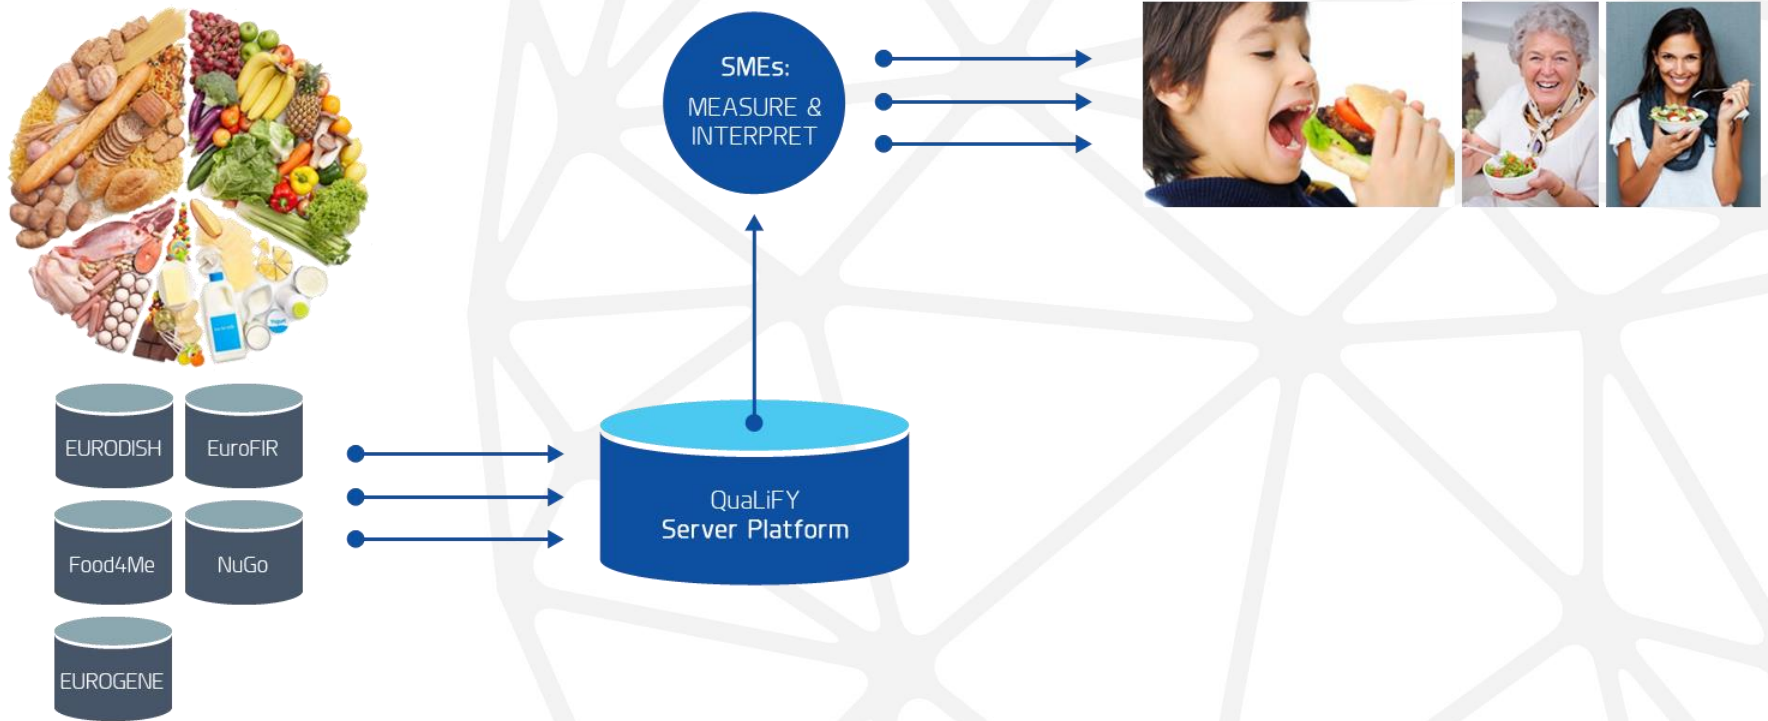 SMEs:
MEASURE &
INTERPRET
EURODISH
EuroFIR
Food4Me
NuGo
EUROGENE
QuaLiFY
Server Platform